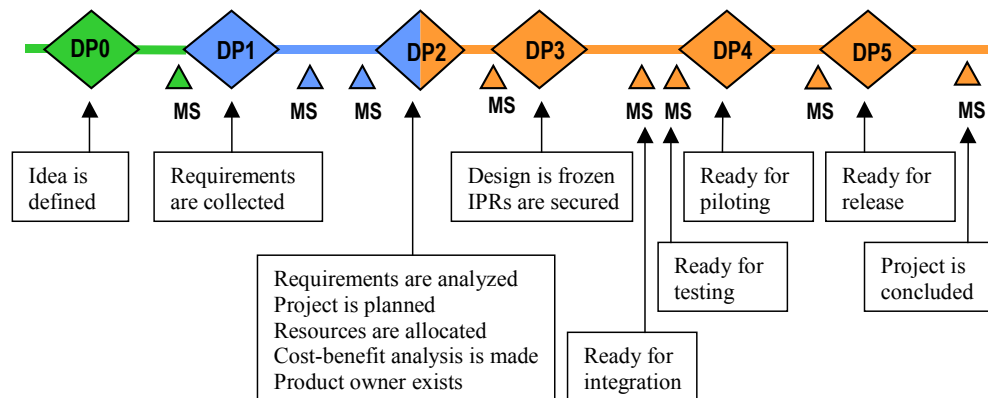 DP0
DP1
DP2
DP3
DP4
DP5
MS
MS
MS
MS
MS
MS
MS
MS
Idea is
defined
Requirements
are collected
Design is frozen
IPRs are secured
Ready for
piloting
Ready for
release
Requirements are analyzed
Project is planned
Resources are allocated
Cost-benefit analysis is made
Product owner exists
Ready for
testing
Project is
concluded
Ready for
integration